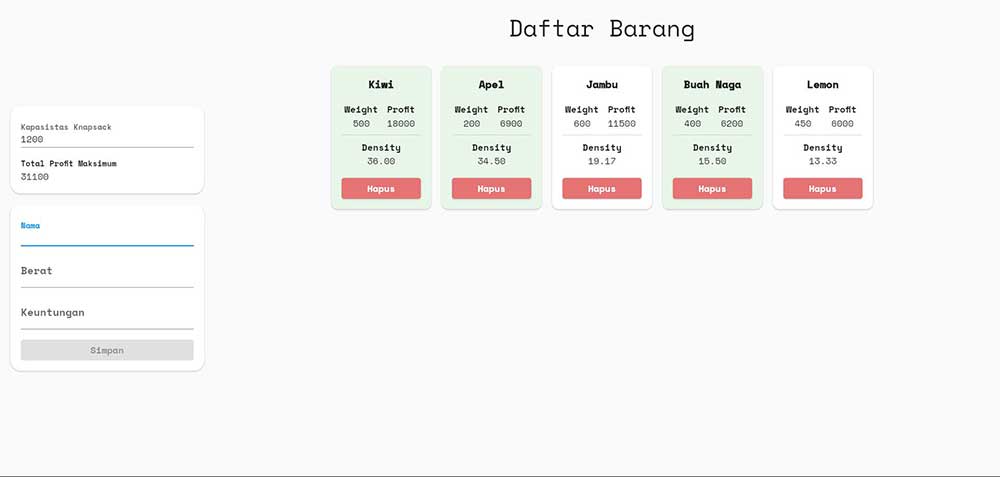 Daftar Barang
Kapasistas Knapsack
1200
Total Profit Maksimum
31100
Nama
Berat
Keuntungan
Simpan
Kiwi
Weight Profit
500 18000
Density
36.00
Hapus
Apel
Weight Profit
200 6900
Density
34.50
Hapus
Jambu
Weight Profit
600 11500
Density
19.17
Hapus
Buah Naga
Weight Profit
400 6200
Density
15.50
Hapus
Lemon
Weight Profit
450 6000
Density
13.33
Hapus